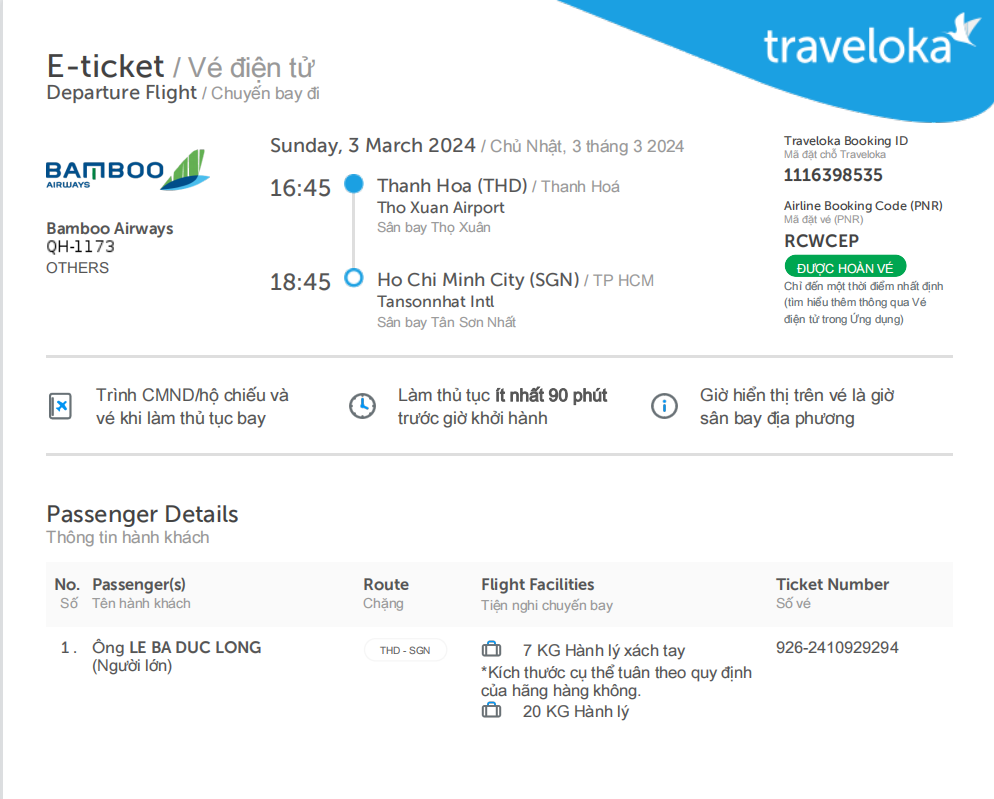 traveloka
E-ticket / Vé điện tử
Departure Flight / Chuyến bay đi
Sunday, 3 March 2024 / Chủ Nhật, 3 tháng 3 2024
BAMBOO
AIRWAYS
Bamboo Airways
QH-1173
OTHERS
16:45
Thanh Hoa (THD) / Thanh Hoá
Tho Xuan Airport
Sân bay Thọ Xuân
18:45
Ho Chi Minh City (SGN) / TP HCM
Tansonnhat Intl
Sân bay Tân Sơn Nhất
Traveloka Booking ID
Mã đặt chỗ Traveloka
1116398535
Airline Booking Code (PNR)
Mã đặt vé (PNR)
RCWCEP
ĐƯỢC HOÀN VÉ
Chỉ đến một thời điểm nhất định
(tìm hiểu thêm thông qua Vé
điện tử trong Ứng dụng)
Trình CMND/hộ chiếu và
vé khi làm thủ tục bay
Làm thủ tục ít nhất 90 phút
trước giờ khởi hành
Giờ hiển thị trên vé là giờ
sân bay địa phương
Passenger Details
Thông tin hành khách
No. Passenger(s) Route Flight Facilities Ticket Number
Số Tên hành khách Chặng Tiện nghi chuyến bay Số vé
1. Ông LE BA DUC LONG THD - SGN 7 KG Hành lý xách tay 926-2410929294
(Người lớn)
*Kích thước cụ thể tuân theo quy định
của hãng hàng không.
20 KG Hành lý